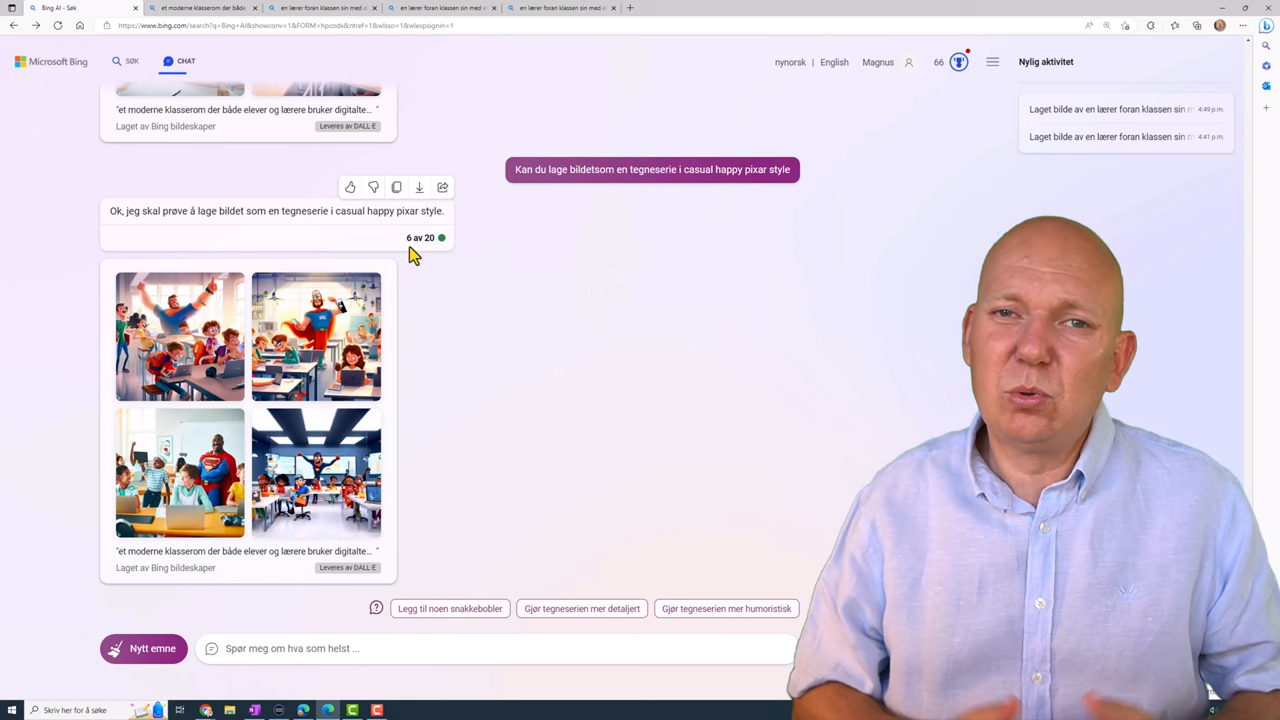 Bing AI - Søk
et moderne klasserom der både
en lærer foran klassen sin med e
en lærer foran klassen sin med e
en lærer foran klassen sin med e
https://www.bing.com/search?q=Bing+AI&showconv=1&FORM=hpcodx&ntref=1&wlsso=1&wlexpsignin=1
Microsoft Bing
SØK
CHAT
nynorsk
English
Magnus
66
Nylig aktivitet
Laget bilde av en lærer foran klassen sin m
4:49 p.m.
Laget bilde av en lærer foran klassen sin m
4:41 p.m.
"et moderne klasserom der både elever og lærere bruker digitalte... "
Laget av Bing bildeskaper
Leveres av DALL·E
Kan du lage bildetsom en tegneserie i casual happy pixar style
Ok, jeg skal prøve å lage bildet som en tegneserie i casual happy pixar style.
6 av 20
"et moderne klasserom der både elever og lærere bruker digitalte... "
Laget av Bing bildeskaper
Leveres av DALL·E
Legg til noen snakkebobler
Gjør tegneserien mer detaljert
Gjør tegneserien mer humoristisk
Nytt emne
Spør meg om hva som helst ...
Skriv her for å søke